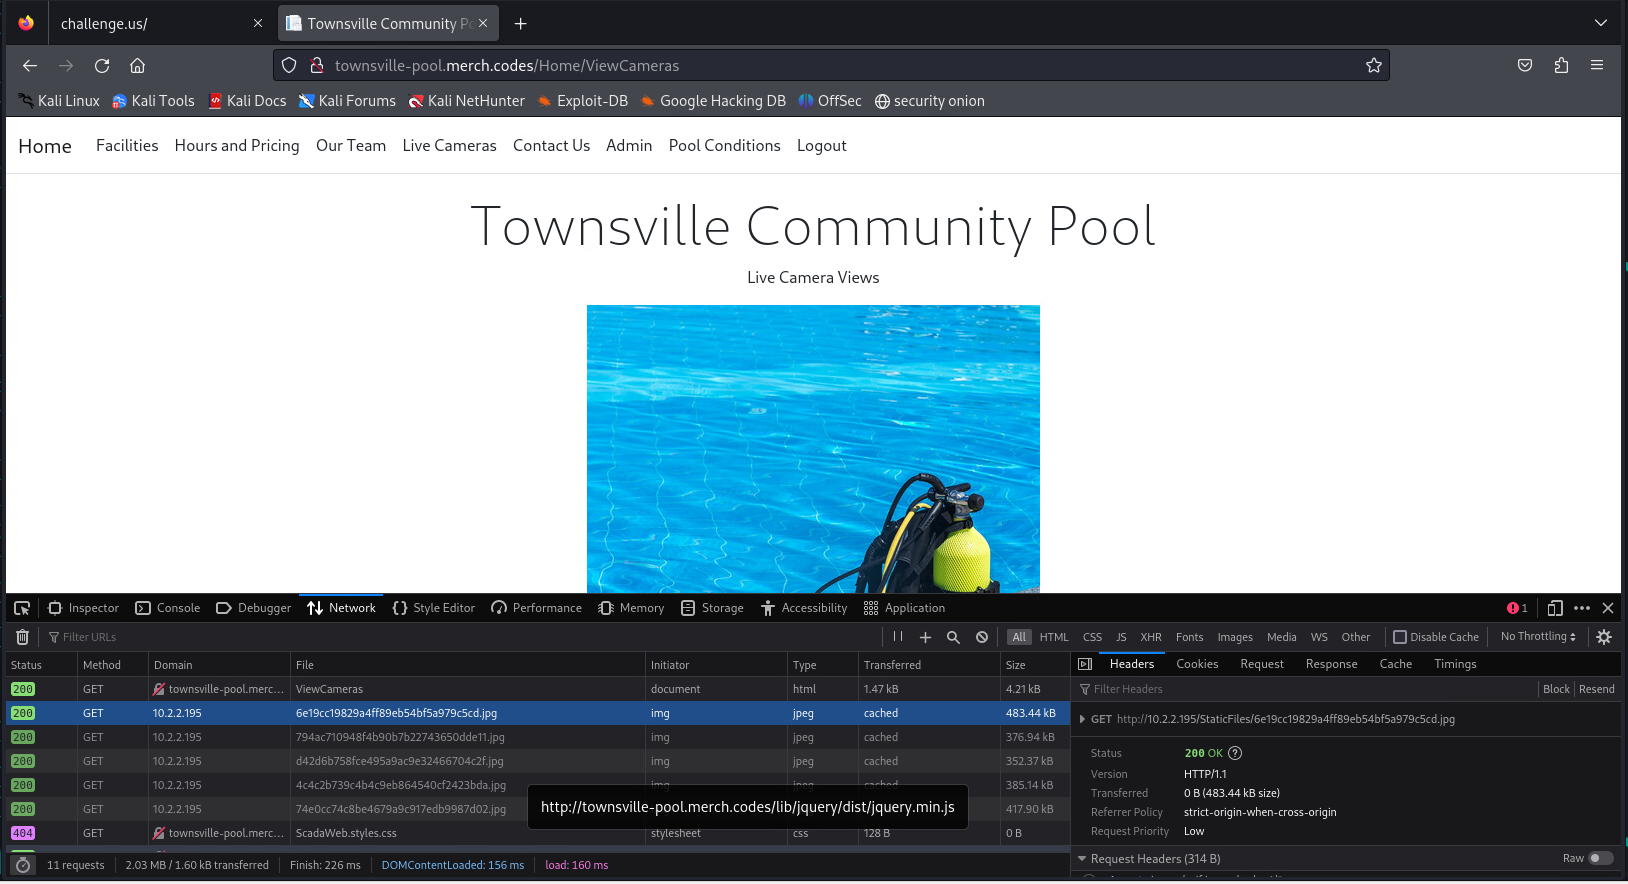 challenge.us/
Townsville Community Po
townsville-pool.merch.codes/Home/ViewCameras
Kali Linux Kali Tools Kali Docs Kali Forums Kali NetHunter Exploit-DB Google Hacking DB OffSec security onion
Home Facilities Hours and Pricing Our Team Live Cameras Contact Us Admin Pool Conditions Logout
Townsville Community Pool
Live Camera Views
Inspector Console Debugger Network Style Editor Performance Memory Storage Accessibility Application 1
Filter URLs All HTML CSS JS XHR Fonts Images Media WS Other Disable Cache No Throttling
Status Method Domain File Initiator Type Transferred Size
200 GET townsville-pool.merc... ViewCameras document html 1.47 kB 4.21 kB
200 GET 10.2.2.195 6e19cc19829a4ff89eb54bf5a979c5cd.jpg img jpeg cached 483.44 kB
200 GET 10.2.2.195 794ac710948f4b90b7b22743650dde11.jpg img jpeg cached 376.94 kB
200 GET 10.2.2.195 d42d6b758fce495a9ac9e32466704c2f.jpg img jpeg cached 352.37 kB
200 GET 10.2.2.195 4c4c2b739c4b4c9eb864540cf2423bda.jpg img jpeg cached 385.14 kB
200 GET 10.2.2.195 74e0cc74c8be4679a9c917edb9987d02.jpg 417.90 kB
http://townsville-pool.merch.codes/lib/jquery/dist/jquery.min.js
404 GET townsville-pool.merc... ScadaWeb.styles.css stylesheet css 128 B 0 B
11 requests 2.03 MB / 1.60 kB transferred Finish: 226 ms DOMContentLoaded: 156 ms load: 160 ms
Headers Cookies Request Response Cache Timings
Filter Headers Block Resend
GET http://10.2.2.195/StaticFiles/6e19cc19829a4ff89eb54bf5a979c5cd.jpg
Status 200 OK ?
Version HTTP/1.1
Transferred 0 B (483.44 kB size)
Referrer Policy strict-origin-when-cross-origin
Request Priority Low
Request Headers (314 B) Raw